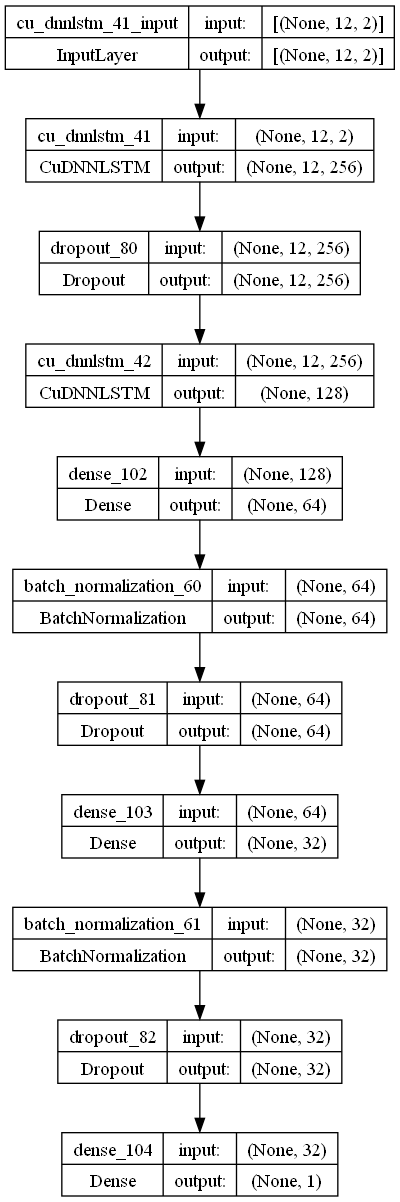 cu_dnnlstm_41_input input: [(None, 12, 2)]
InputLayer output: [(None, 12, 2)]
cu_dnnlstm_41 input: (None, 12, 2)
CuDNNLSTM output: (None, 12, 256)
dropout_80 input: (None, 12, 256)
Dropout output: (None, 12, 256)
cu_dnnlstm_42 input: (None, 12, 256)
CuDNNLSTM output: (None, 128)
dense_102 input: (None, 128)
Dense output: (None, 64)
batch_normalization_60 input: (None, 64)
BatchNormalization output: (None, 64)
dropout_81 input: (None, 64)
Dropout output: (None, 64)
dense_103 input: (None, 64)
Dense output: (None, 32)
batch_normalization_61 input: (None, 32)
BatchNormalization output: (None, 32)
dropout_82 input: (None, 32)
Dropout output: (None, 32)
dense_104 input: (None, 32)
Dense output: (None, 1)